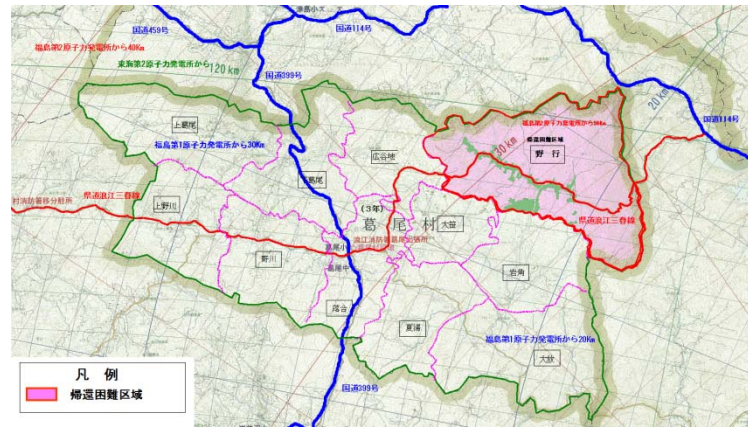 国道459号
国道114号
福島第2原子力発電所から40Km
東海第2原子力発電所から
120 km
国道399号
20 km
国道114号
上葛尾
福島第1原子力発電所から30Km
広谷地
30 km
帰還困難区域
野行
県道浪江三春線
上野川
(3年)
葛尾村
大笹
県道浪江三春線
葛尾小
葛尾中
野川
岩角
落合
夏湯
福島第1原子力発電所から20Km
大放
国道399号
凡例
帰還困難区域